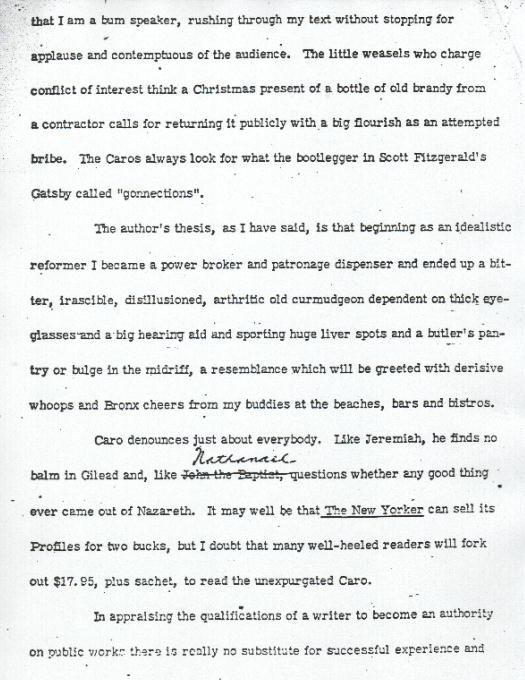 that I am a bum speaker, rushing through my text without stopping for
applause and contemptuous of the audience. The little weasels who charge
conflict of interest think a Christmas present of a bottle of old brandy from
a contractor calls for returning it publicly with a big flourish as an attempted
bribe. The Caros always look for what the bootlegger in Scott Fitzgerald's
Gatsby called "gonnections".
The author's thesis, as I have said, is that beginning as an idealistic
reformer I became a power broker and patronage dispenser and ended up a bit-
ter, irascible, disillusioned, arthritic old curmudgeon dependent on thick eye-
glasses and a big hearing aid and sporting huge liver spots and a butler's pan-
try or bulge in the midriff, a resemblance which will be greeted with derisive
whoops and Bronx cheers from my buddies at the beaches, bars and bistros.
Caro denounces just about everybody. Like Jeremiah, he finds no
Nathanael
balm in Gilead and, like John the Baptist, questions whether any good thing
ever came out of Nazareth. It may well be that The New Yorker can sell its
Profiles for two bucks, but I doubt that many well-heeled readers will fork
out $17.95, plus sachet, to read the unexpurgated Caro.
In appraising the qualifications of a writer to become an authority
on public works there is really no substitute for successful experience and